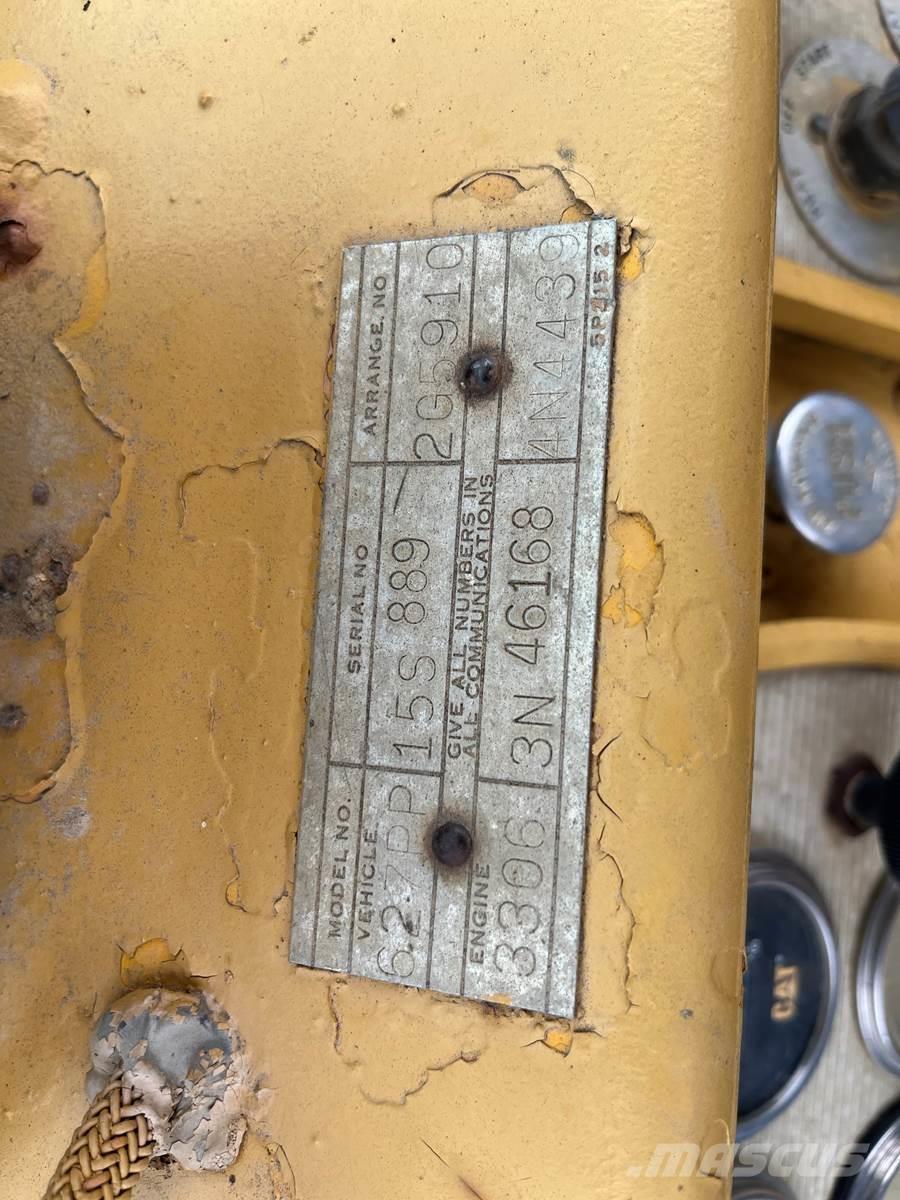 MODEL NO. SERIAL NO ARRANGE. NO
VEHICLE
627PP 15S 889 2G5910
GIVE ALL NUMBERS IN
ALL COMMUNICATIONS
ENGINE
3306 3N 46168 4N4439
5P4152
CAT
MASCUS